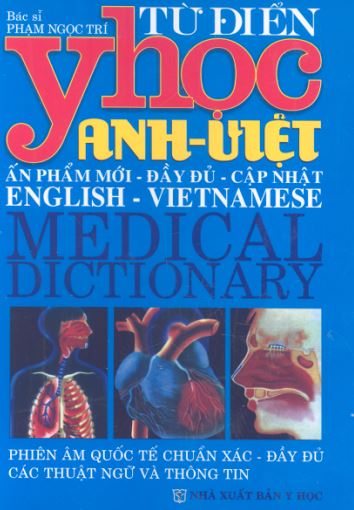 Bác sĩ
PHẠM NGỌC TRÍ
TỪ ĐIỂN
y học
ANH-VIỆT
ẤN PHẨM MỚI - ĐẦY ĐỦ - CẬP NHẬT
ENGLISH - VIETNAMESE
MEDICAL
DICTIONARY
PHIÊN ÂM QUỐC TẾ CHUẨN XÁC - ĐẦY ĐỦ
CÁC THUẬT NGỮ VÀ THÔNG TIN
NHÀ XUẤT BẢN Y HỌC